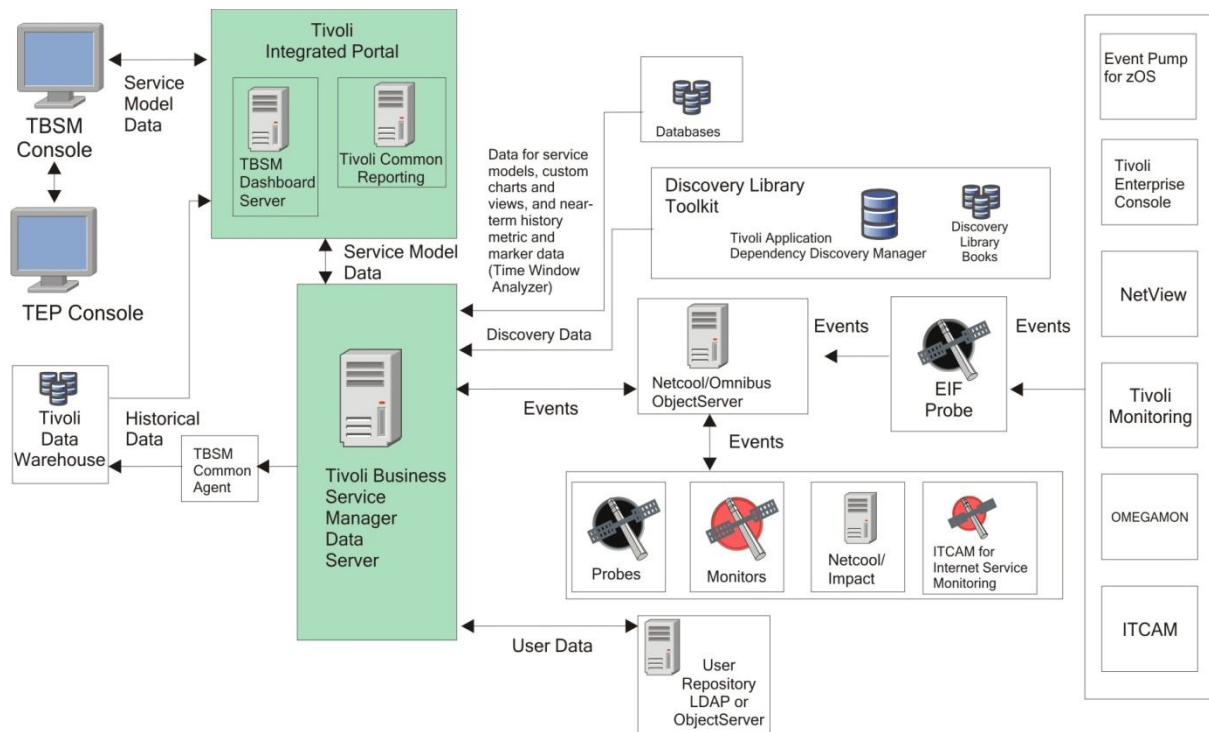 Tivoli
Integrated Portal
TBSM
Dashboard
Server
Tivoli Common
Reporting
Service
Model
Data
TBSM
Console
TEP Console
Service Model
Data
Tivoli
Data
Warehouse
Historical
Data
TBSM
Common
Agent
Tivoli Business
Service
Manager
Data
Server
Data for service
models, custom
charts and
views, and near-
term history
metric and
marker data
(Time Window
Analyzer)
Discovery Data
Events
User Data
Databases
Discovery Library
Toolkit
Tivoli Application
Dependency Discovery Manager
Discovery
Library
Books
Netcool/Omnibus
ObjectServer
Events
EIF
Probe
Events
Events
Probes
Monitors
Netcool/
Impact
ITCAM for
Internet Service
Monitoring
User
Repository
LDAP or
ObjectServer
Event Pump
for zOS
Tivoli
Enterprise
Console
NetView
Tivoli
Monitoring
OMEGAMON
ITCAM